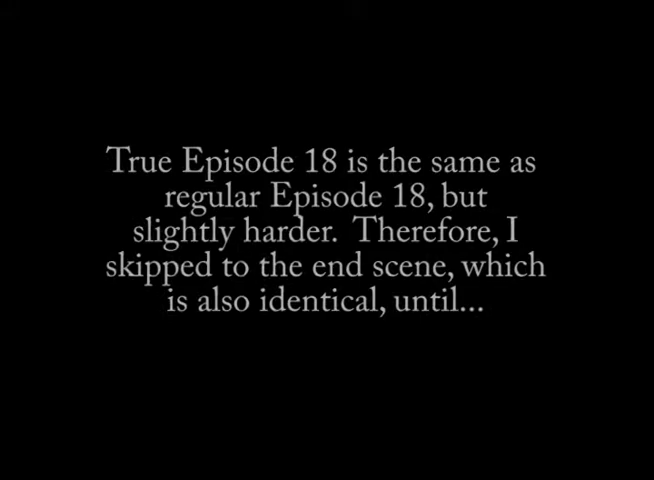 True Episode 18 is the same as
regular Episode 18, but
slightly harder.  Therefore, I
skipped to the end scene, which
is also identical, until...